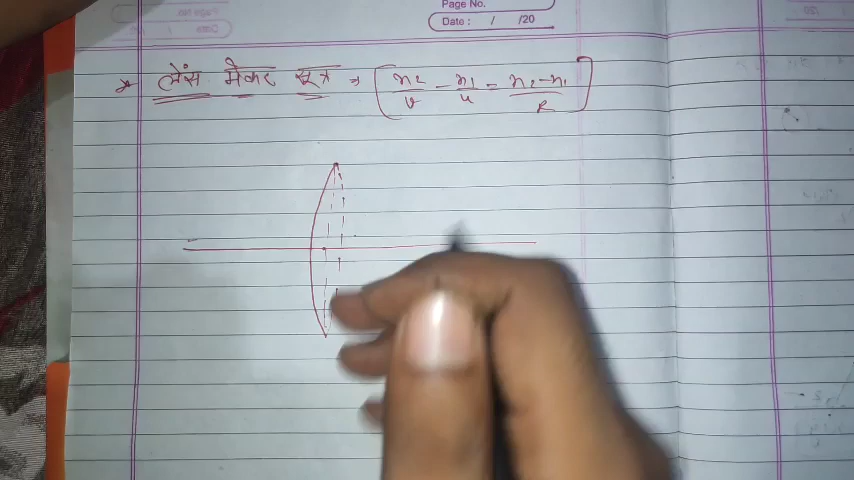 Page No.
Date : / /20
* लेंस मेकर सूत्र → [n₂/v - n₁/u = n₂-n₁/R]